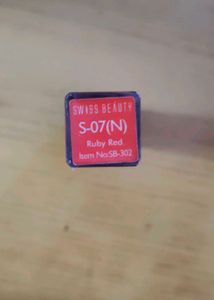 SWISS BEAUTY
S-07(N)
Ruby Red
Item No:SB-302